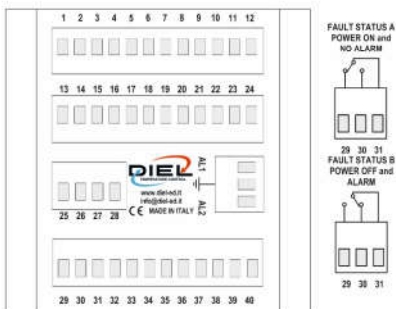 1 2 3 4 5 6 7 8 9 10 11 12
13 14 15 16 17 18 19 20 21 22 23 24
25 26 27 28
DIEL
TEMPERATURE CONTROL
www.diel-ed.it
info@diel-ed.it
CE MADE IN ITALY
AL1
AL2
29 30 31 32 33 34 35 36 37 38 39 40
FAULT STATUS A
POWER ON and
NO ALARM
29 30 31
FAULT STATUS B
POWER OFF and
ALARM
29 30 31